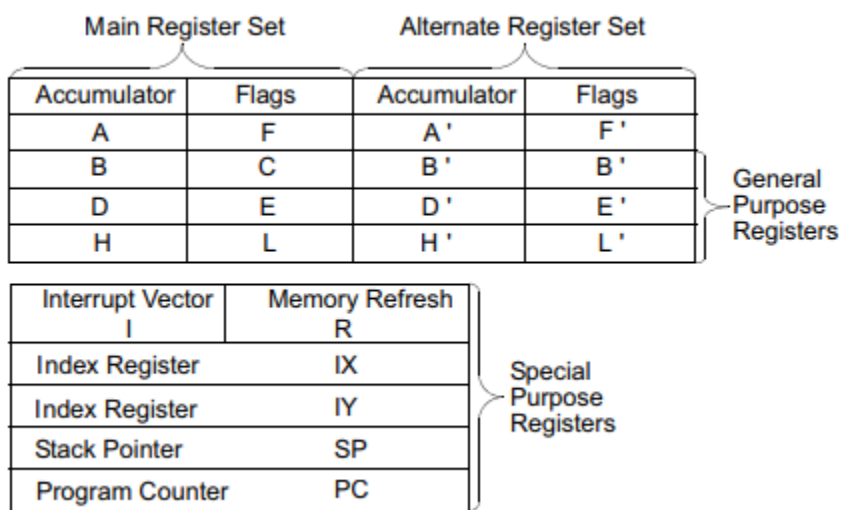 Main Register Set Alternate Register Set
Accumulator Flags Accumulator Flags
A F A ' F '
B C B ' B '
D E D ' E '
H L H ' L '
General
Purpose
Registers
Interrupt Vector Memory Refresh
I R
Index Register IX
Index Register IY
Stack Pointer SP
Program Counter PC
Special
Purpose
Registers